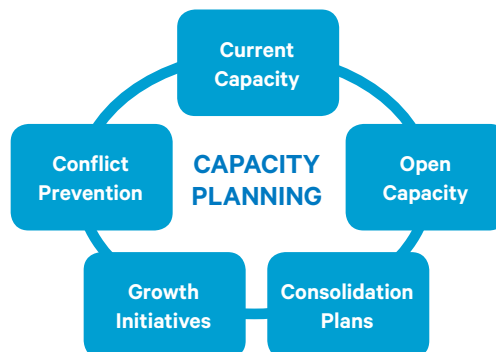 Current
Capacity
Conflict
Prevention
CAPACITY
PLANNING
Open
Capacity
Growth
Initiatives
Consolidation
Plans